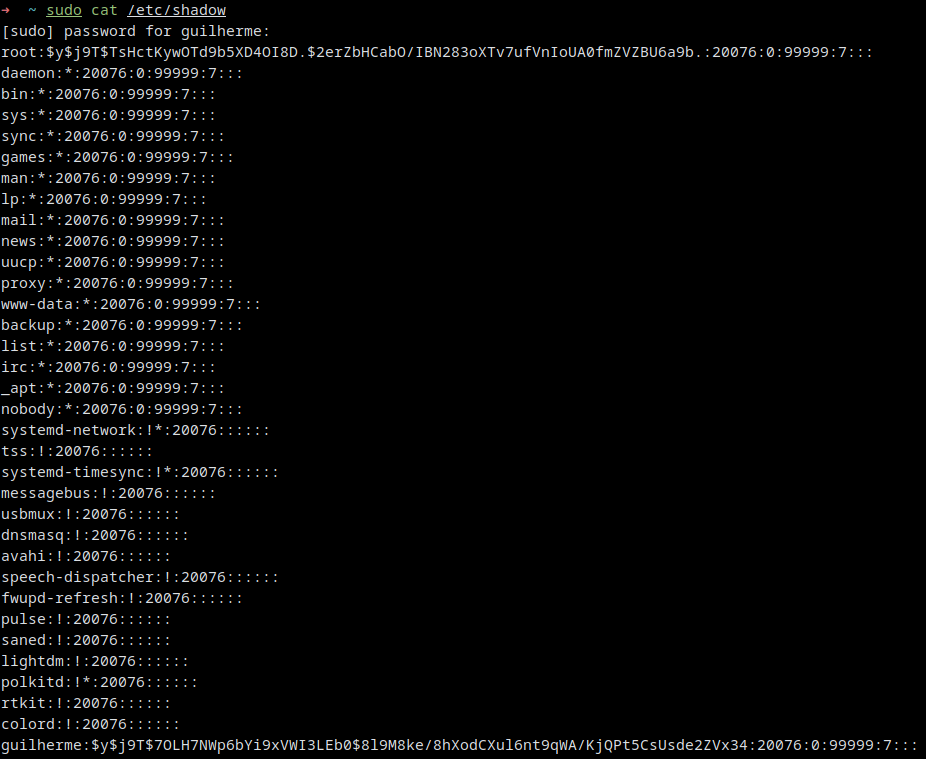 → ~ sudo cat /etc/shadow
[sudo] password for guilherme:
root:$y$j9T$TsHctKywOTd9b5XD4OI8D.$2erZbHCabO/IBN283oXTv7ufVnIoUA0fmZVZBU6a9b.:20076:0:99999:7:::
daemon:*:20076:0:99999:7:::
bin:*:20076:0:99999:7:::
sys:*:20076:0:99999:7:::
sync:*:20076:0:99999:7:::
games:*:20076:0:99999:7:::
man:*:20076:0:99999:7:::
lp:*:20076:0:99999:7:::
mail:*:20076:0:99999:7:::
news:*:20076:0:99999:7:::
uucp:*:20076:0:99999:7:::
proxy:*:20076:0:99999:7:::
www-data:*:20076:0:99999:7:::
backup:*:20076:0:99999:7:::
list:*:20076:0:99999:7:::
irc:*:20076:0:99999:7:::
_apt:*:20076:0:99999:7:::
nobody:*:20076:0:99999:7:::
systemd-network:!*:20076::::::
tss:!:20076::::::
systemd-timesync:!*:20076::::::
messagebus:!:20076::::::
usbmux:!:20076::::::
dnsmasq:!:20076::::::
avahi:!:20076::::::
speech-dispatcher:!:20076::::::
fwupd-refresh:!:20076::::::
pulse:!:20076::::::
saned:!:20076::::::
lightdm:!:20076::::::
polkitd:!*:20076::::::
rtkit:!:20076::::::
colord:!:20076::::::
guilherme:$y$j9T$7OLH7NWp6bYi9xVWI3LEb0$8l9M8ke/8hXodCXul6nt9qWA/KjQPt5CsUsde2ZVx34:20076:0:99999:7:::